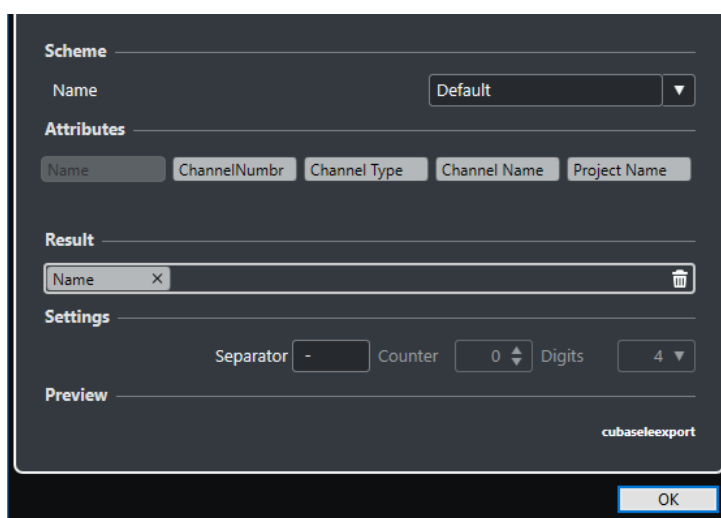 Scheme
Name Default
Attributes
Name ChannelNumbr Channel Type Channel Name Project Name
Result
Name ×
Settings
Separator - Counter 0 Digits 4
Preview
cubaseleexport
OK